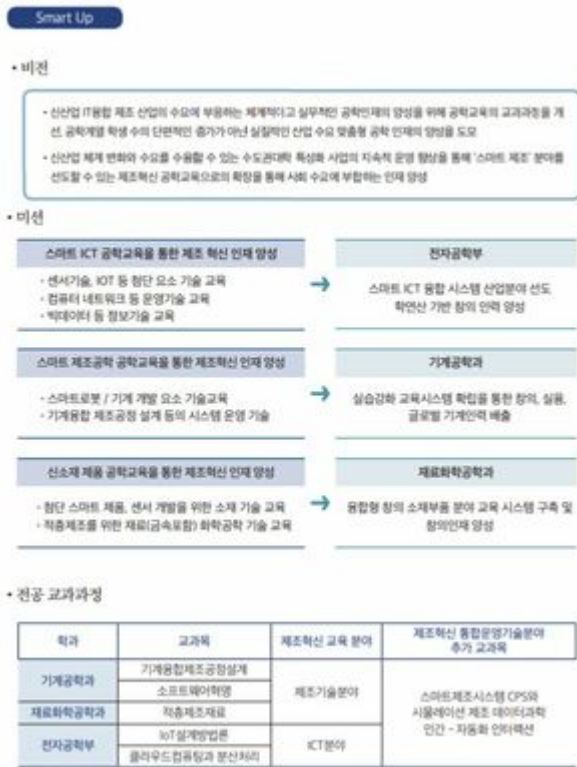 Smart Up
• 비전
• 신산업 IT융합 제조 산업의 수요에 부응하는 체계적이고 실무적인 공학인재의 양성을 위해 공학교육의 교과과정을 개
선, 공학계열 학생 수의 단편적인 증가가 아닌 실질적인 산업 수요 맞춤형 공학 인재의 양성을 도모
• 신산업 체계 변화와 수요를 수용할 수 있는 수도권대학 특성화 사업의 지속적 운영 향상을 통해 '스마트 제조' 분야를
선도할 수 있는 제조혁신 공학교육으로의 확장을 통해 사회 수요에 부합하는 인재 양성
• 미션
스마트 ICT 공학교육을 통한 제조 혁신 인재 양성
- 센서기술, IOT 등 첨단 요소 기술 교육
- 컴퓨터 네트워크 등 운영기술 교육
- 빅데이터 등 정보기술 교육
전자공학부
스마트 ICT 융합 시스템 산업분야 선도
학연산 기반 창의 인력 양성
스마트 제조공학 공학교육을 통한 제조혁신 인재 양성
- 스마트로봇 / 기계 개발 요소 기술교육
- 기계융합 제조공정 설계 등의 시스템 운영 기술
기계공학과
실습강화 교육시스템 확립을 통한 창의, 실용,
글로벌 기계인력 배출
신소재 제품 공학교육을 통한 제조혁신 인재 양성
- 첨단 스마트 제품, 센서 개발을 위한 소재 기술 교육
- 적층제조를 위한 재료(금속포함) 화학공학 기술 교육
재료화학공학과
융합형 창의 소재부품 분야 교육 시스템 구축 및
창의인재 양성
• 전공 교과과정
학과 교과목 제조혁신 교육 분야 제조혁신 통합운영기술분야
추가 교과목
기계공학과 기계융합제조공정설계
소프트웨어혁명
제조기술분야
재료화학공학과 적층제조재료
전자공학부 IoT설계방법론
클라우드컴퓨팅과 분산처리
ICT분야
스마트제조시스템 CPS와
시뮬레이션 제조 데이터과학
인간 - 자동화 인터랙션